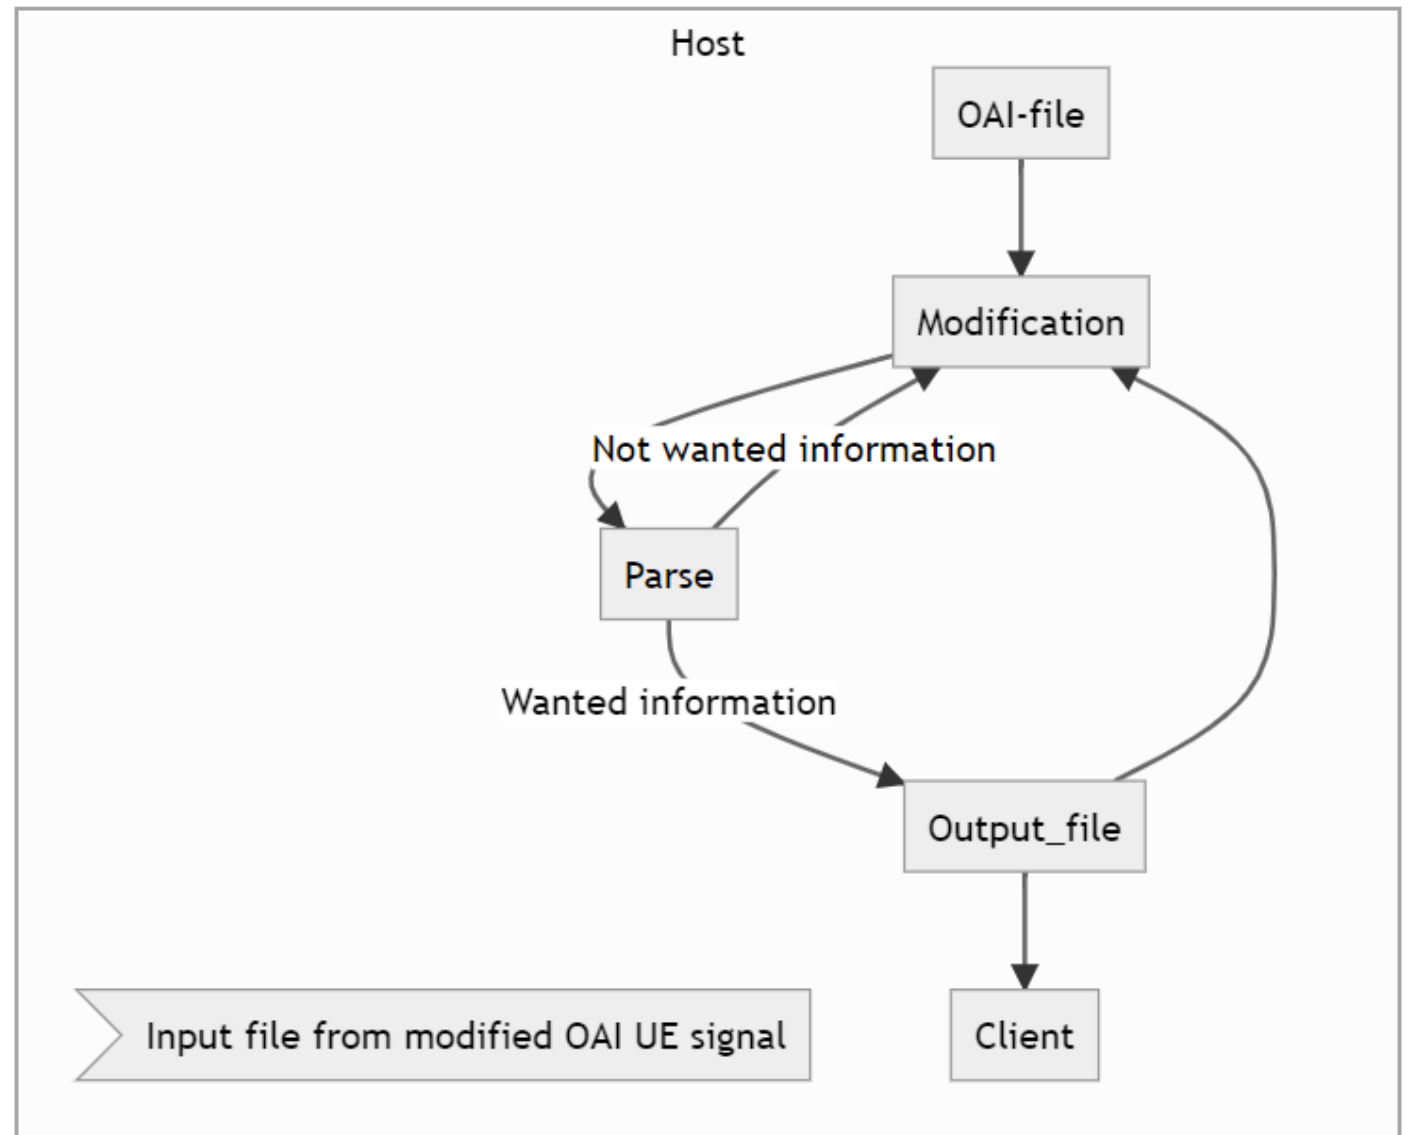 Host
OAI-file
Modification
Not wanted information
Parse
Wanted information
Output_file
Input file from modified OAI UE signal
Client